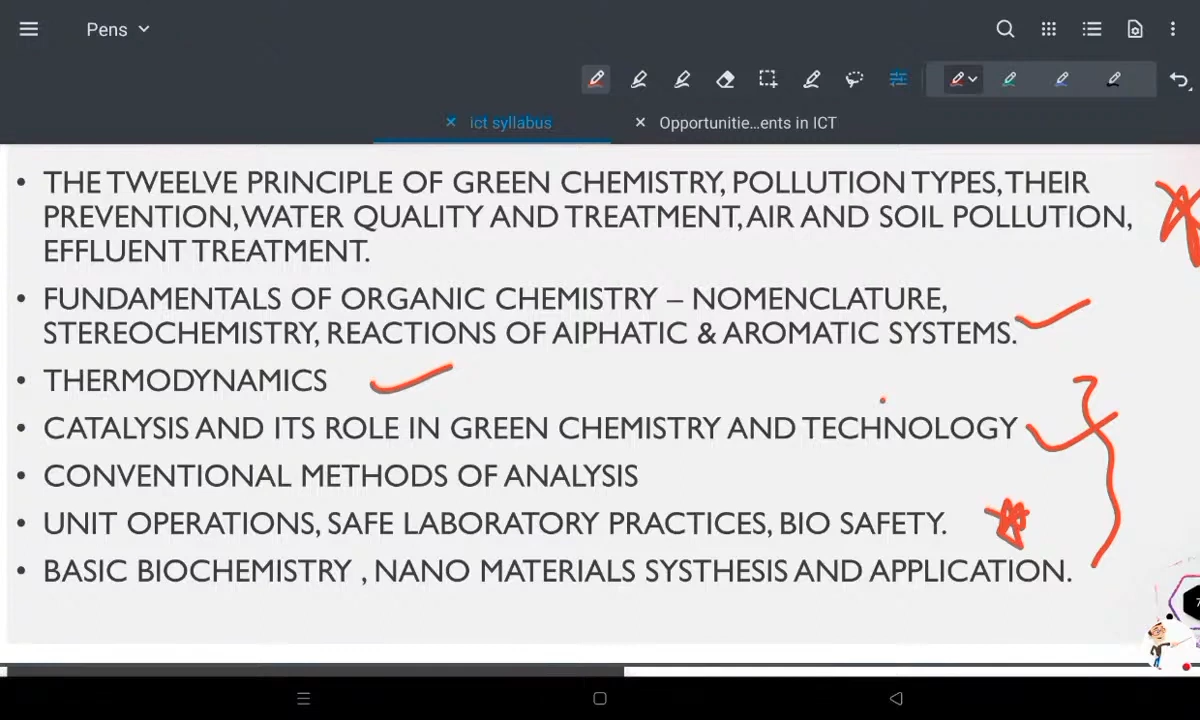 Pens
ict syllabus
Opportunitie...ents in ICT
• THE TWELVE PRINCIPLE OF GREEN CHEMISTRY, POLLUTION TYPES, THEIR
PREVENTION, WATER QUALITY AND TREATMENT, AIR AND SOIL POLLUTION,
EFFLUENT TREATMENT.
• FUNDAMENTALS OF ORGANIC CHEMISTRY – NOMENCLATURE,
STEREOCHEMISTRY, REACTIONS OF AIPHATIC & AROMATIC SYSTEMS.
• THERMODYNAMICS
• CATALYSIS AND ITS ROLE IN GREEN CHEMISTRY AND TECHNOLOGY
• CONVENTIONAL METHODS OF ANALYSIS
• UNIT OPERATIONS, SAFE LABORATORY PRACTICES, BIO SAFETY.
• BASIC BIOCHEMISTRY , NANO MATERIALS SYSTHESIS AND APPLICATION.
7